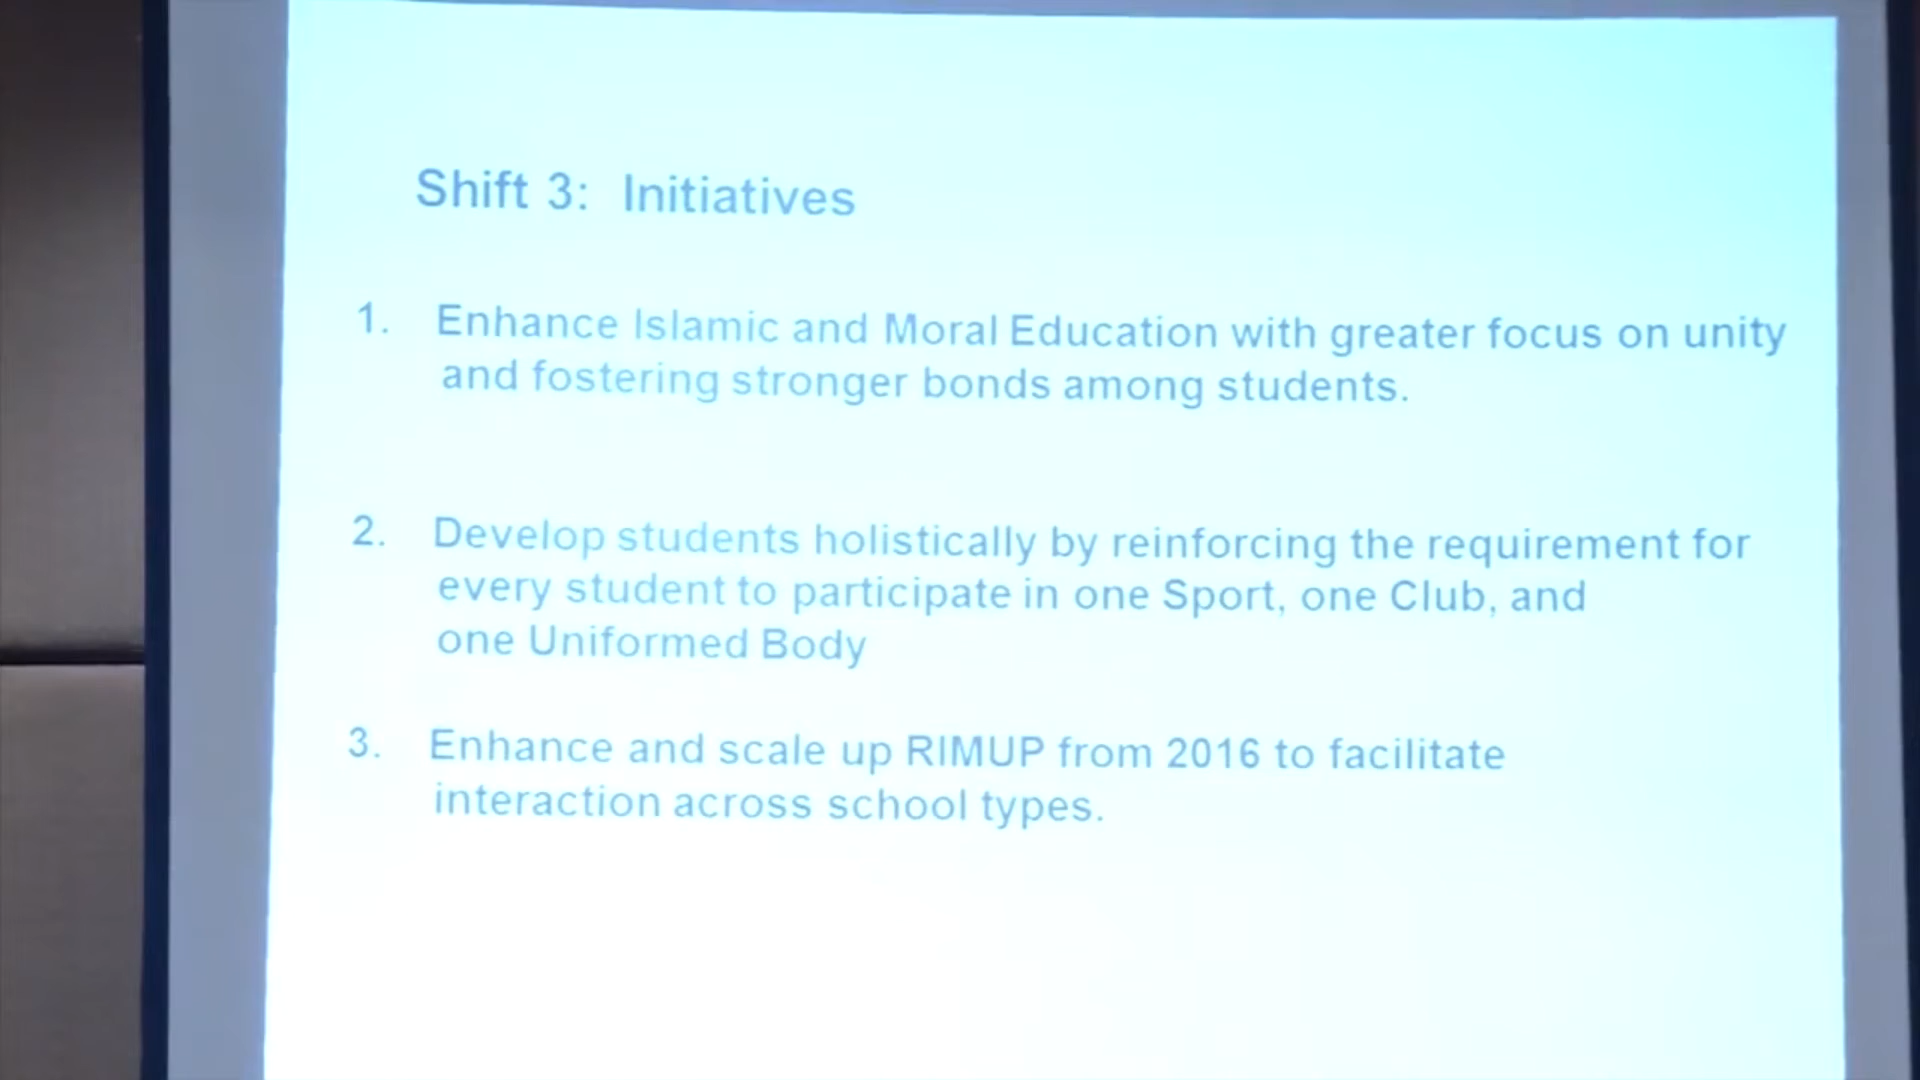 Shift 3: Initiatives
1. Enhance Islamic and Moral Education with greater focus on unity
and fostering stronger bonds among students.
2. Develop students holistically by reinforcing the requirement for
every student to participate in one Sport, one Club, and
one Uniformed Body
3. Enhance and scale up RIMUP from 2016 to facilitate
interaction across school types.